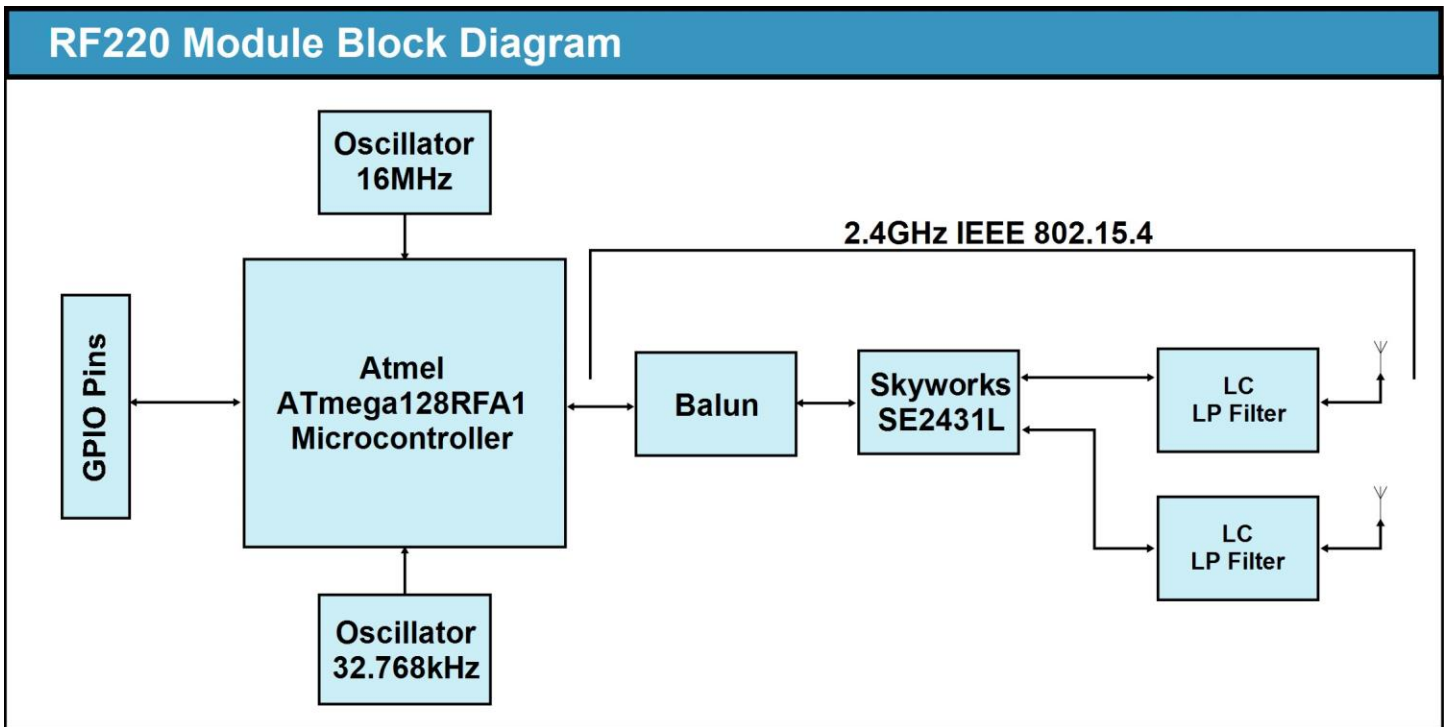 RF220 Module Block Diagram
Oscillator
16MHz
2.4GHz IEEE 802.15.4
GPIO Pins
Atmel
ATmega128RFA1
Microcontroller
Balun
Skyworks
SE2431L
LC
LP Filter
LC
LP Filter
Oscillator
32.768kHz